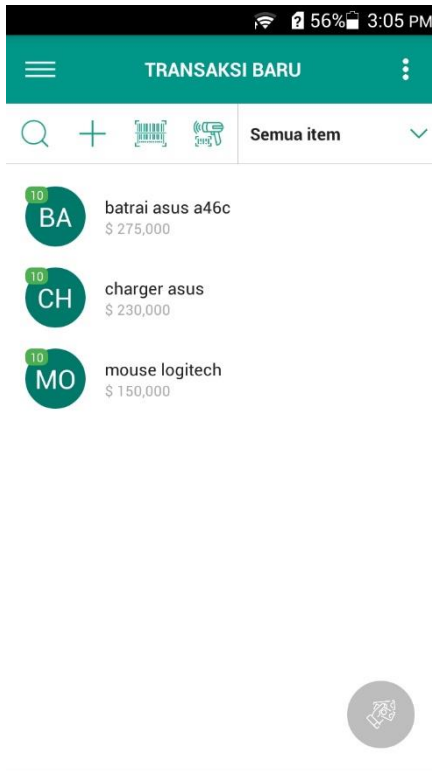 56% 3:05 PM
TRANSAKSI BARU
Semua item
10
BA
batrai asus a46c
$ 275,000
10
CH
charger asus
$ 230,000
10
MO
mouse logitech
$ 150,000